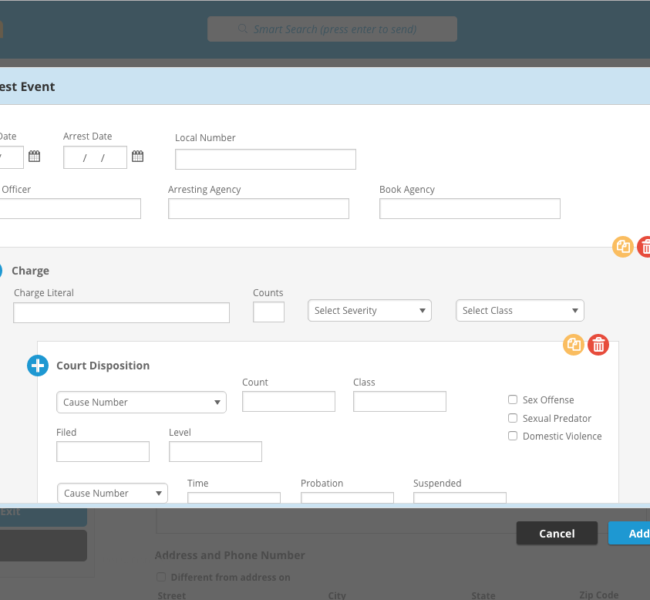 Smart Search (press enter to send)
est Event
Date
Arrest Date
Local Number
/
/ /
Officer
Arresting Agency
Book Agency
Charge
Charge Literal
Counts
Select Severity
Select Class
Court Disposition
Count
Class
Cause Number
Sex Offense
Sexual Predator
Domestic Violence
Filed
Level
Time
Probation
Suspended
Cause Number
Exit
Cancel
Add
Address and Phone Number
Different from address on
Street
City
State
Zip Code